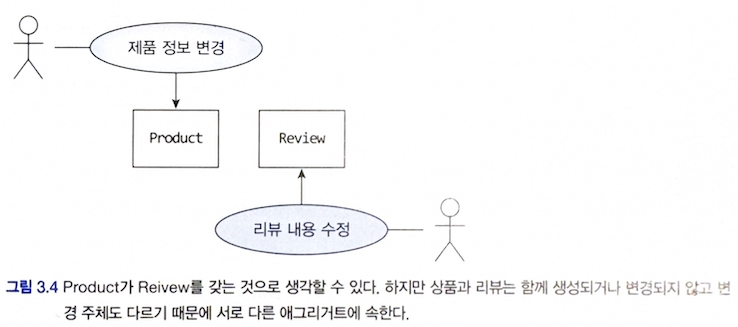 제품 정보 변경
Product
Review
리뷰 내용 수정
그림 3.4 Product가 Reivew를 갖는 것으로 생각할 수 있다. 하지만 상품과 리뷰는 함께 생성되거나 변경되지 않고 변
경 주체도 다르기 때문에 서로 다른 애그리거트에 속한다.